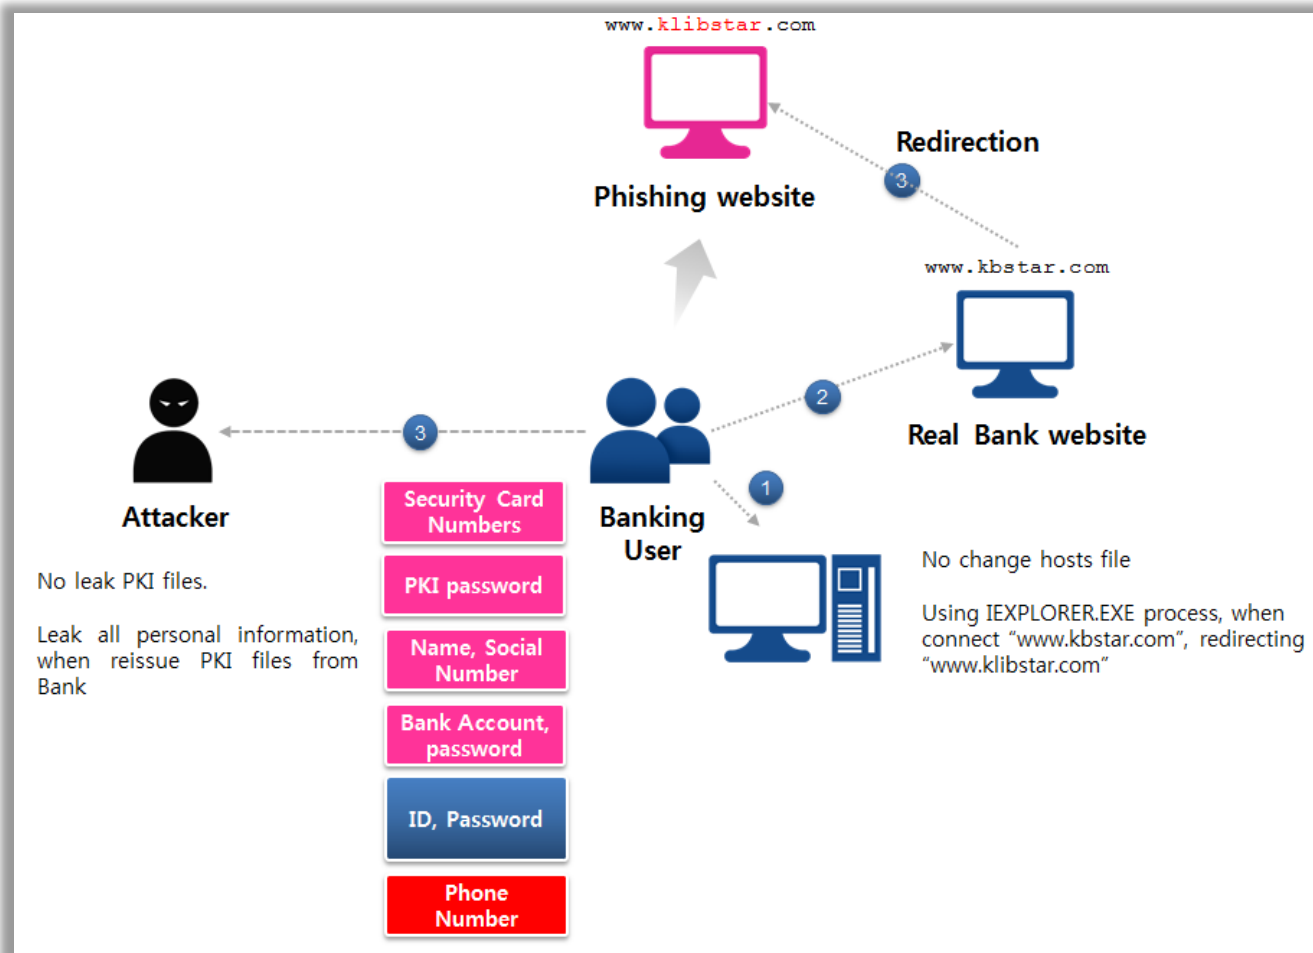 www.klibstar.com
Phishing website
Redirection
3
www.kbstar.com
Real Bank website
2
3
1
Attacker
Banking
User
No leak PKI files.
Leak all personal information,
when reissue PKI files from
Bank
Security Card
Numbers
PKI password
Name, Social
Number
Bank Account,
password
ID, Password
Phone
Number
No change hosts file
Using IEXPLORER.EXE process, when
connect “www.kbstar.com”, redirecting
“www.klibstar.com”